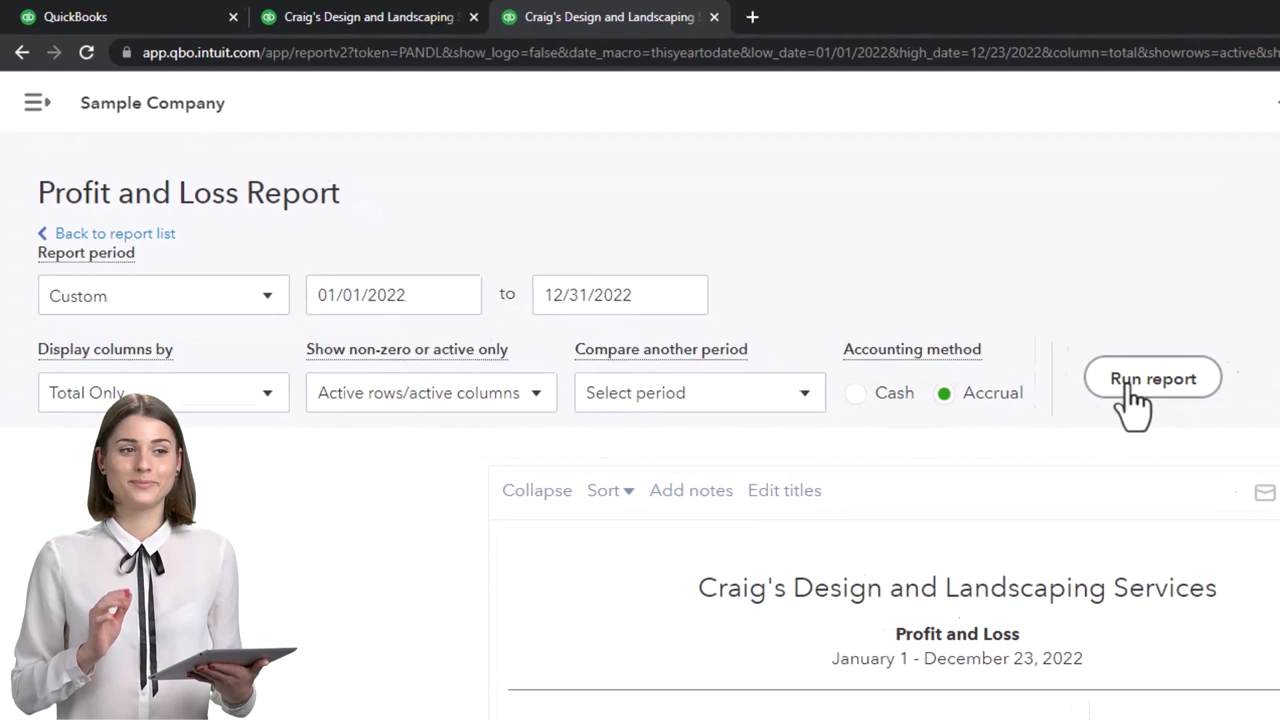 QuickBooks
Craig's Design and Landscaping
Craig's Design and Landscaping
app.qbo.intuit.com/app/reportv2?token=PANDL&show_logo=false&date_macro=thisyeartodate&low_date=01/01/2022&high_date=12/23/2022&column=total&showrows=active&s
Sample Company
Profit and Loss Report
Back to report list
Report period
Custom
01/01/2022
to
12/31/2022
Display columns by
Show non-zero or active only
Compare another period
Accounting method
Total Only
Active rows/active columns
Select period
Cash
Accrual
Run report
Collapse
Sort
Add notes
Edit titles
Craig's Design and Landscaping Services
Profit and Loss
January 1 - December 23, 2022